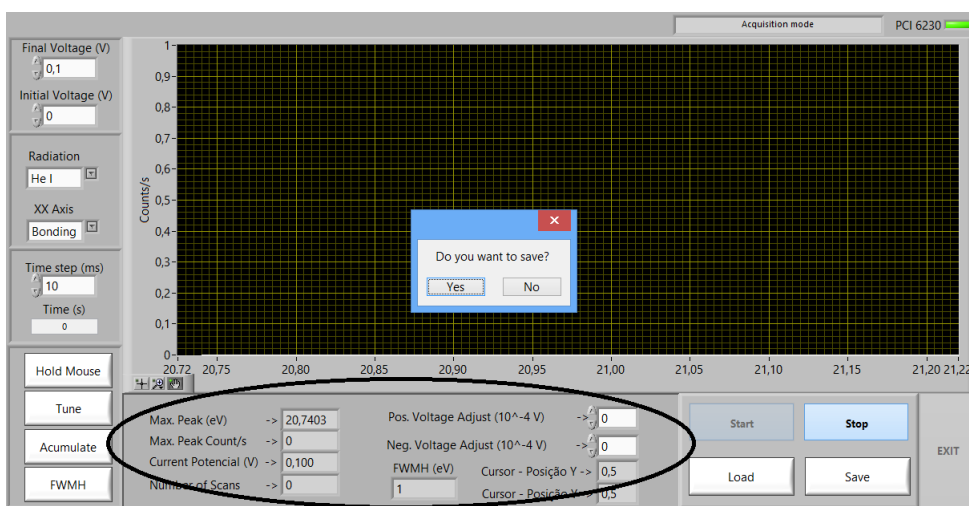 Acquisition mode
PCI 6230
Final Voltage (V)
0,1
Initial Voltage (V)
0
Radiation
He I
XX Axis
Bonding
Time step (ms)
10
Time (s)
0
Hold Mouse
Tune
Acumulate
FWMH
Counts/s
1
0,9
0,8
0,7
0,6
0,5
0,4
0,3
0,2
0,1
0
20.72 20,75 20,80 20,85 20,90 20,95 21,00 21,05 21,10 21,15 21,20 21,22
Do you want to save?
Yes No
Max. Peak (eV) -> 20,7403
Max. Peak Count/s -> 0
Current Potencial (V) -> 0,100
Number of Scans -> 0
Pos. Voltage Adjust (10^-4 V) -> 0
Neg. Voltage Adjust (10^-4 V) -> 0
FWMH (eV)
1
Cursor - Posição Y -> 0,5
Cursor - Posição Y -> 0,5
Start Stop
Load Save
EXIT